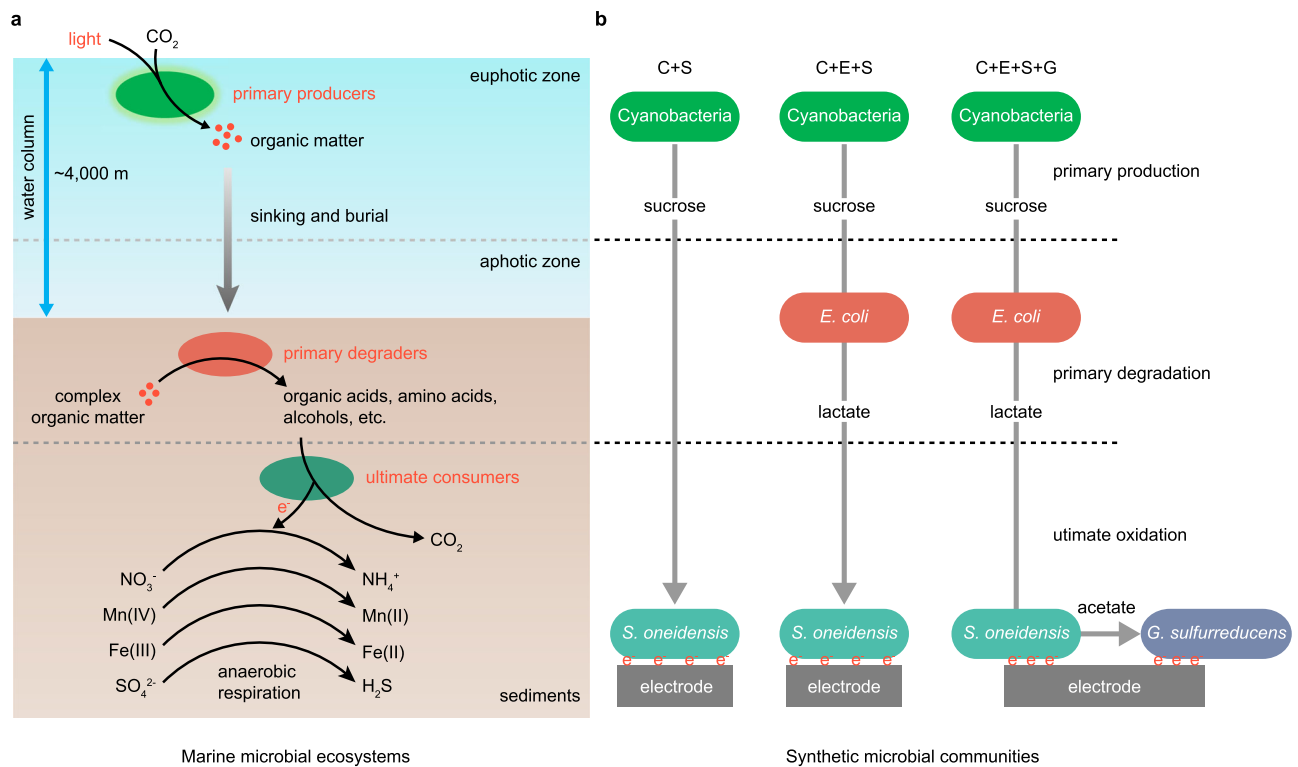 a
light
CO2
euphotic zone
primary producers
organic matter
water column
~4,000 m
sinking and burial
aphotic zone
primary degraders
complex
organic matter
organic acids, amino acids,
alcohols, etc.
ultimate consumers
e-
CO2
NO3-
NH4+
Mn(IV)
Mn(II)
Fe(III)
Fe(II)
SO42-
H2S
anaerobic
respiration
sediments
Marine microbial ecosystems
b
C+S
C+E+S
C+E+S+G
Cyanobacteria
Cyanobacteria
Cyanobacteria
primary production
sucrose
sucrose
sucrose
E. coli
E. coli
primary degradation
lactate
lactate
utimate oxidation
acetate
S. oneidensis
S. oneidensis
S. oneidensis
G. sulfurreducens
e- e- e- e-
e- e- e- e-
e- e- e-
e- e- e-
electrode
electrode
electrode
Synthetic microbial communities